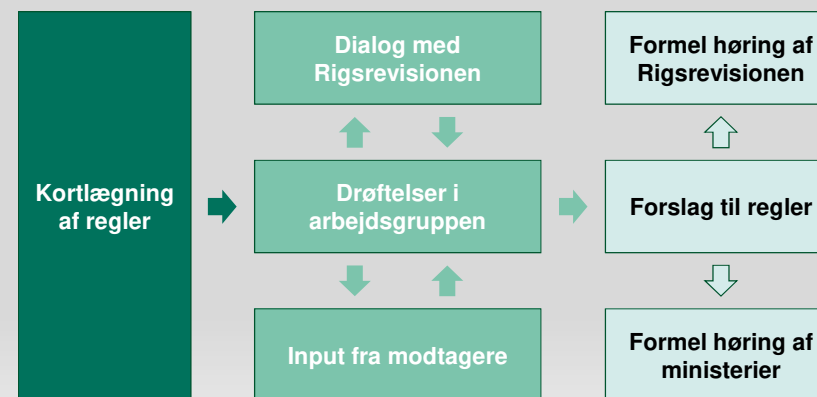 Kortlægning
af regler
Dialog med
Rigsrevisionen
Drøftelser i
arbejdsgruppen
Input fra modtagere
Formel høring af
Rigsrevisionen
Forslag til regler
Formel høring af
ministerier